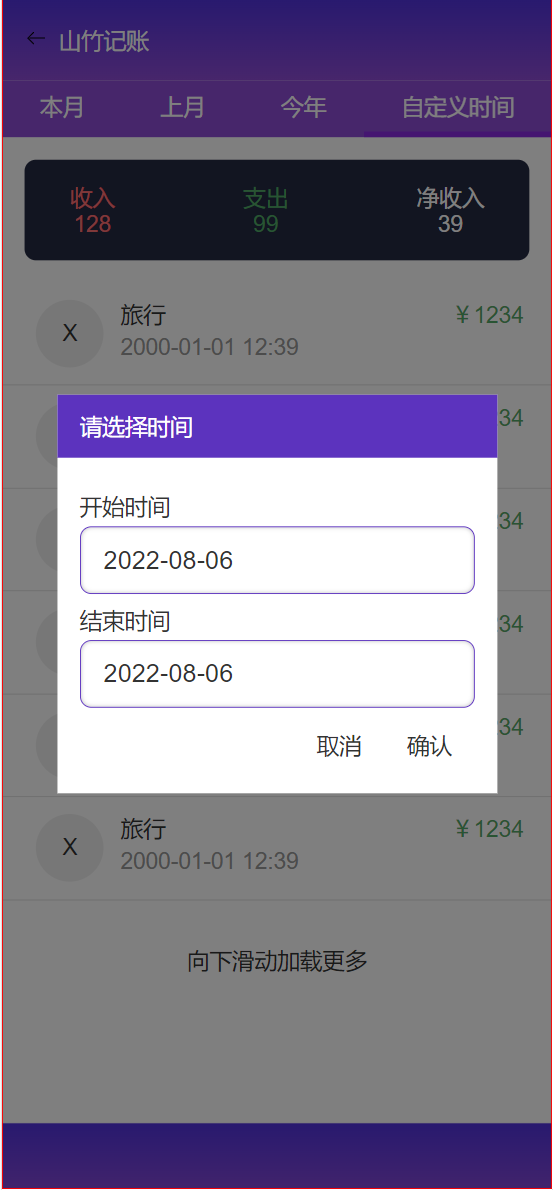 ← 山竹记账
本月 上月 今年 自定义时间
收入 支出 净收入
128 99 39
X 旅行 ¥1234
2000-01-01 12:39
34
请选择时间
开始时间
34
2022-08-06
结束时间
34
2022-08-06
34
取消 确认
X 旅行 ¥1234
2000-01-01 12:39
向下滑动加载更多